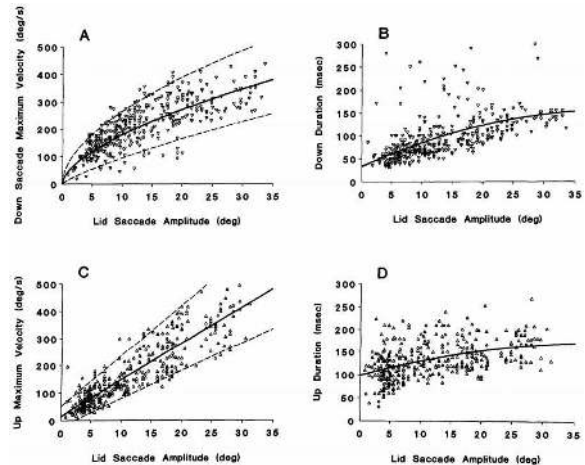 A
Down Saccade Maximum Velocity (deg/s)
500
400
300
200
100
0
0 5 10 15 20 25 30 35
Lid Saccade Amplitude (deg)
B
Down Duration (msec)
300
250
200
150
100
50
0
0 5 10 15 20 25 30 35
Lid Saccade Amplitude (deg)
C
Up Maximum Velocity (deg/s)
500
400
300
200
100
0
0 5 10 15 20 25 30 35
Lid Saccade Amplitude (deg)
D
Up Duration (msec)
300
250
200
150
100
50
0
0 5 10 15 20 25 30 35
Lid Saccade Amplitude (deg)